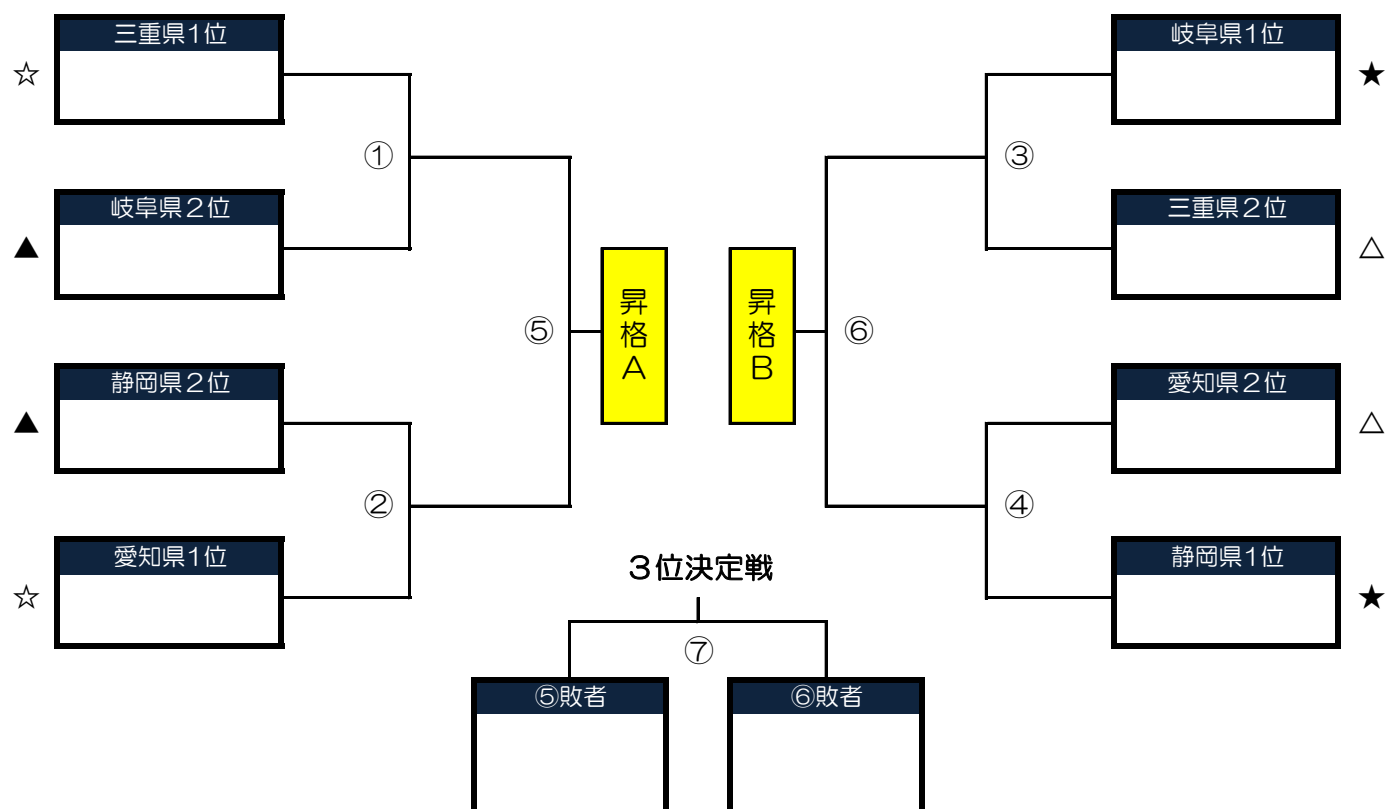 三重県1位
岐阜県1位
☆
★
①
③
岐阜県２位
三重県２位
▲
△
昇格A
昇格B
⑤
⑥
静岡県２位
愛知県２位
▲
△
②
④
愛知県1位
静岡県1位
☆
★
３位決定戦
⑦
⑤敗者
⑥敗者